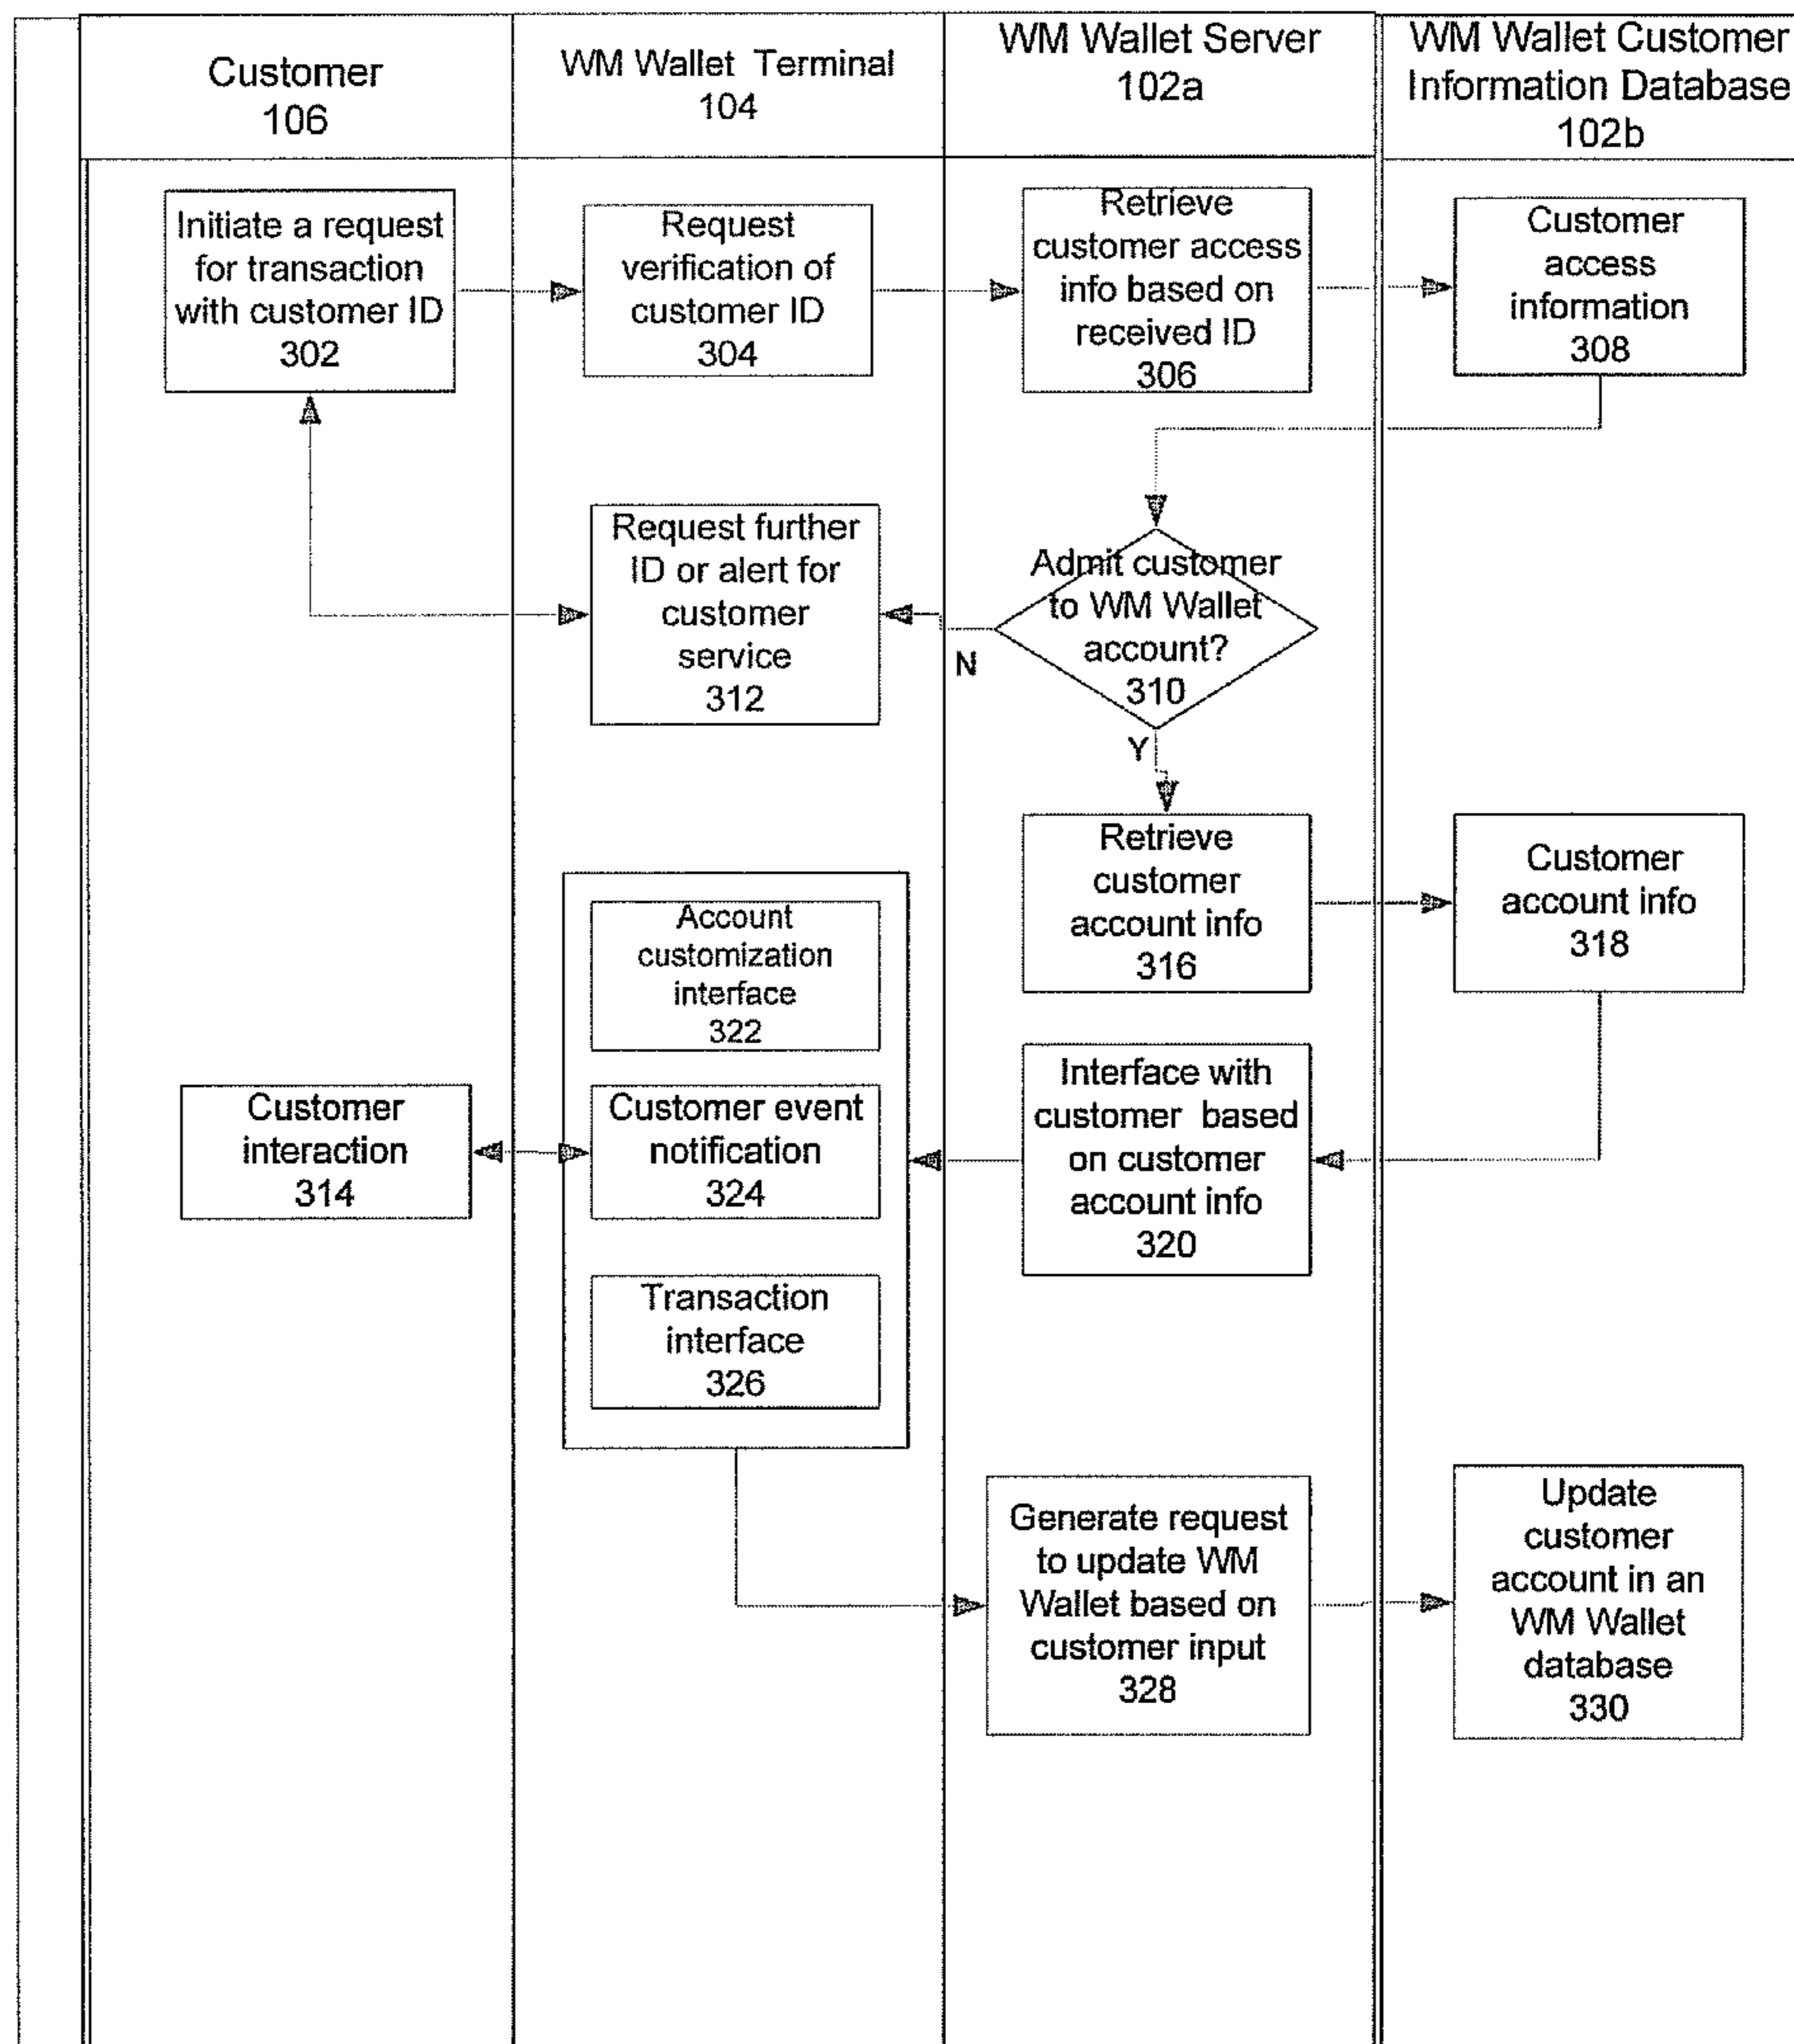 Customer
106
WM Wallet Terminal
104
WM Wallet Server
102a
WM Wallet Customer
Information Database
102b
Initiate a request
for transaction
with customer ID
302
Request
verification of
customer ID
304
Retrieve
customer access
info based on
received ID
306
Customer
access
information
308
Request further
ID or alert for
customer
service
312
Admit customer
to WM Wallet
account?
310
N
Y
Retrieve
customer
account info
316
Customer
account info
318
Account
customization
interface
322
Customer
interaction
314
Customer event
notification
324
Interface with
customer based
on customer
account info
320
Transaction
interface
326
Generate request
to update WM
Wallet based on
customer input
328
Update
customer
account in an
WM Wallet
database
330